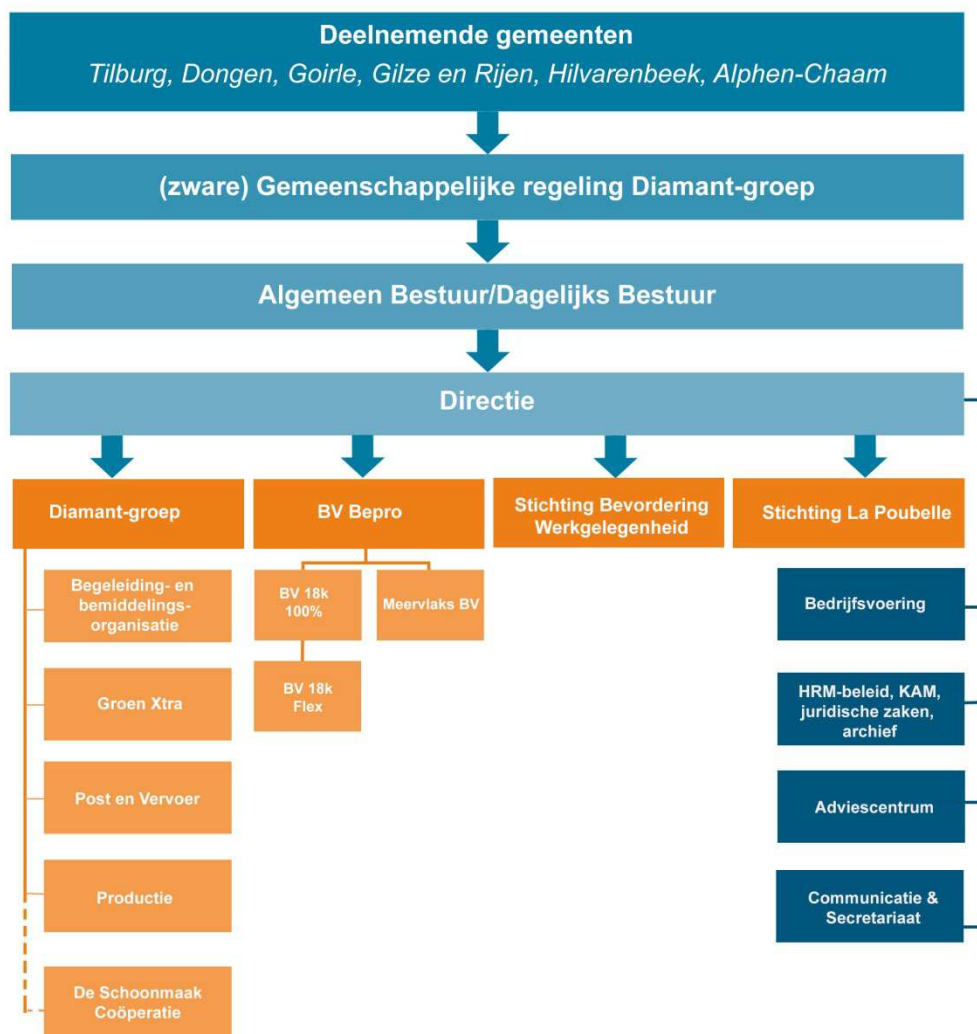 Deelnemende gemeenten
Tilburg, Dongen, Goirle, Gilze en Rijen, Hilvarenbeek, Alphen-Chaam
(zware) Gemeenschappelijke regeling Diamant-groep
Algemeen Bestuur/Dagelijks Bestuur
Directie
Diamant-groep
BV Bepro
Stichting Bevordering
Werkgelegenheid
Stichting La Poubelle
Begeleiding- en
bemiddelings-
organisatie
Groen Xtra
Post en Vervoer
Productie
De Schoonmaak
Coöperatie
BV 18k
100%
Meervlaks BV
BV 18k
Flex
Bedrijfsvoering
HRM-beleid, KAM,
juridische zaken,
archief
Adviescentrum
Communicatie &
Secretariaat